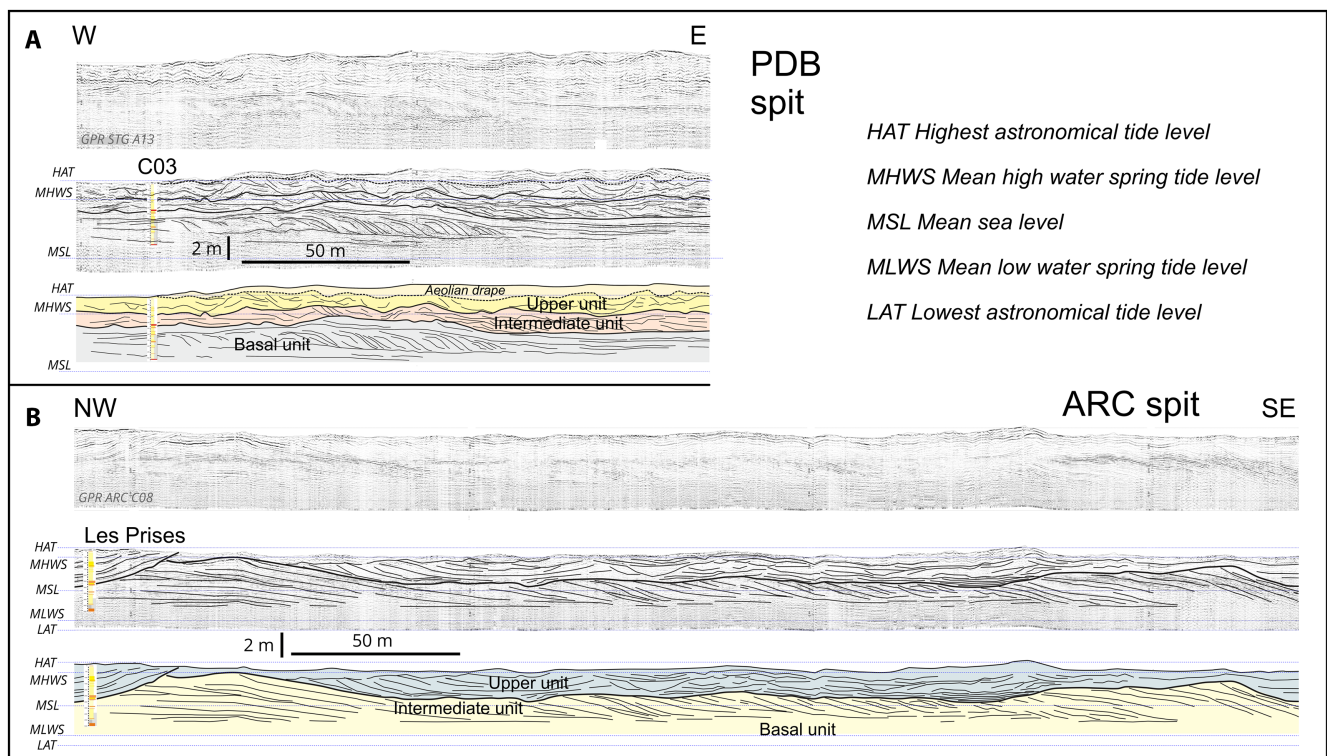 A W E
PDB
spit
GPR STG A13
HAT Highest astronomical tide level
MHWS Mean high water spring tide level
MSL Mean sea level
MLWS Mean low water spring tide level
LAT Lowest astronomical tide level
C03
HAT
MHWS
MSL
2 m
50 m
HAT
MHWS
MSL
Aeolian drape
Upper unit
Intermediate unit
Basal unit
B NW ARC spit SE
GPR ARC C08
Les Prises
HAT
MHWS
MSL
MLWS
LAT
2 m
50 m
HAT
MHWS
MSL
MLWS
LAT
Upper unit
Intermediate unit
Basal unit